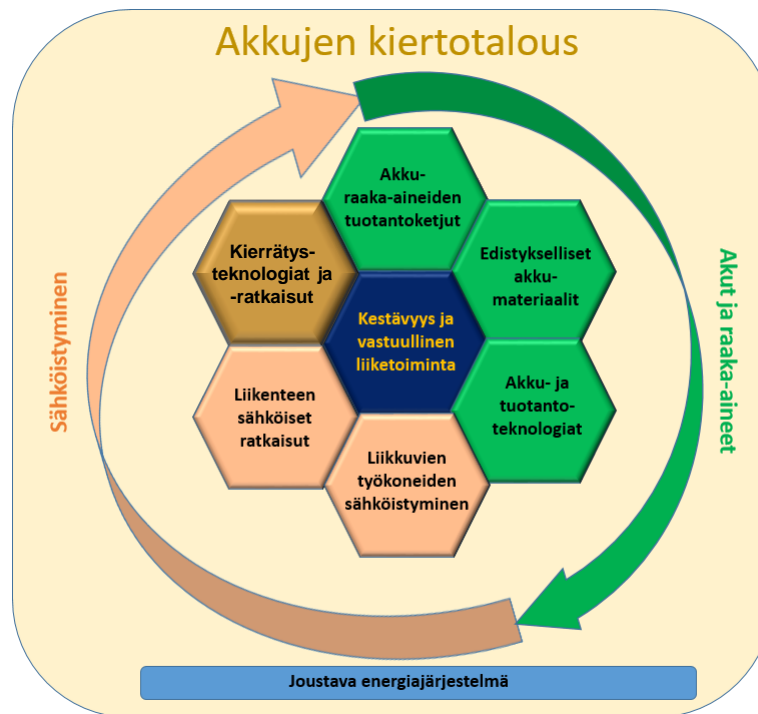 Akkujen kiertotalous
Akku-
raaka-aineiden
tuotantoketjut
Kierrätys-
teknologiat ja
-ratkaisut
Edistykselliset
akku-
materiaalit
Kestävyys ja
vastuullinen
liiketoiminta
Liikenteen
sähköiset
ratkaisut
Akku- ja
tuotanto-
teknologiat
Liikkuvien
työkoneiden
sähköistyminen
Sähköistyminen
Akut ja raaka-aineet
Joustava energiajärjestelmä